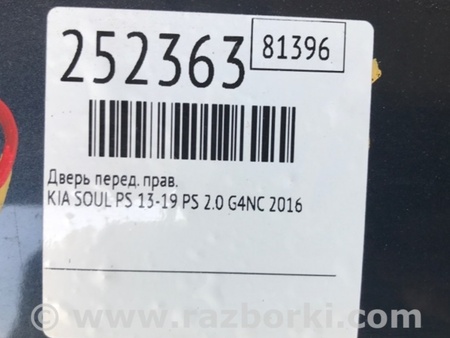 252363
81396
Дверь перед. прав.
KIA SOUL PS 13-19 PS 2.0 G4NC 2016
© www.razborki.com